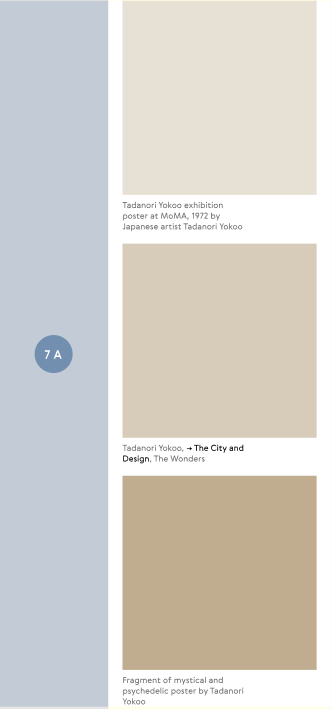 Tadanori Yokoo exhibition
poster at MoMA, 1972 by
Japanese artist Tadanori Yokoo
7 A
Tadanori Yokoo, → The City and
Design, The Wonders
Fragment of mystical and
psychedelic poster by Tadanori
Yokoo